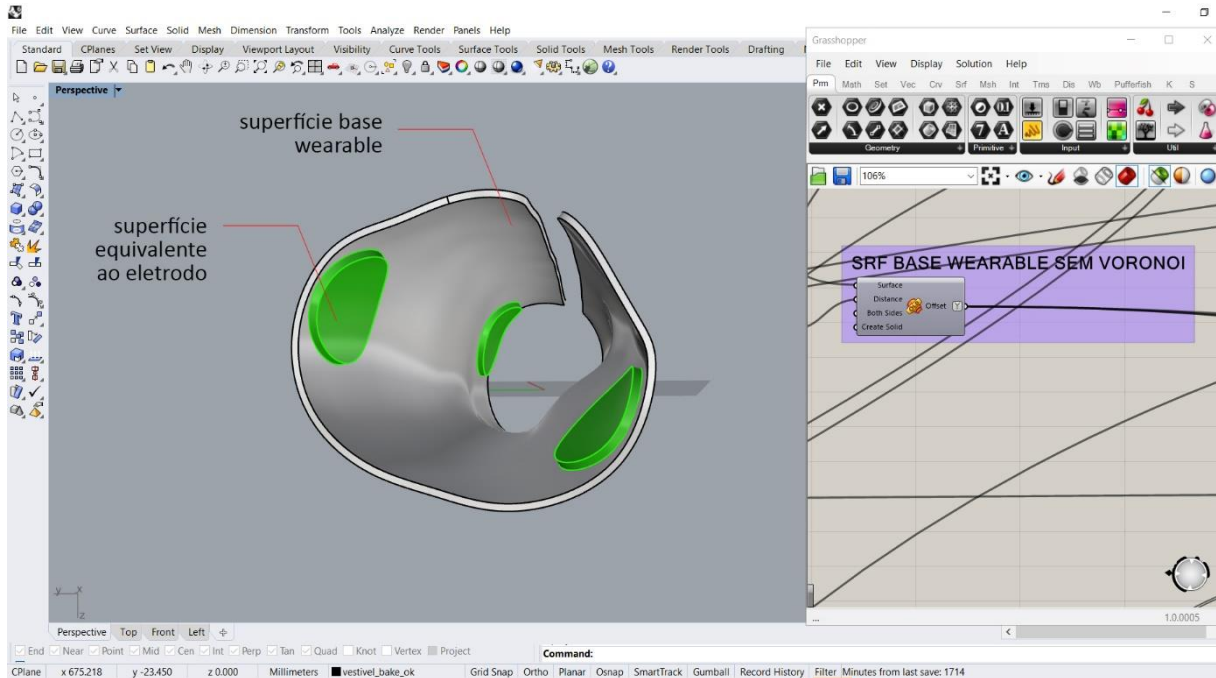 File Edit View Curve Surface Solid Mesh Dimension Transform Tools Analyze Render Panels Help
Standard CPlanes Set View Display Viewport Layout Visibility Curve Tools Surface Tools Solid Tools Mesh Tools Render Tools Drafting
Perspective
superfície base
wearable
superfície
equivalente
ao eletrodo
y x
z
Perspective Top Front Left
End Near Point Mid Cen Int Perp Tan Quad Knot Vertex Project
Command:
CPlane x 675.218 y -23.450 z 0.000 Millimeters vestivel_bake_ok Grid Snap Ortho Planar Osnap SmartTrack Gumball Record History Filter Minutes from last save: 1714
Grasshopper
File Edit View Display Solution Help
Prm Math Set Vec Crv Srf Msh Int Trns Dis Wb Pufferfish K S
Geometry Primitive Input Util
106%
SRF BASE WEARABLE SEM VORONOI
Surface
Distance
Both Sides
Create Solid
Offset
...
1.0.0005